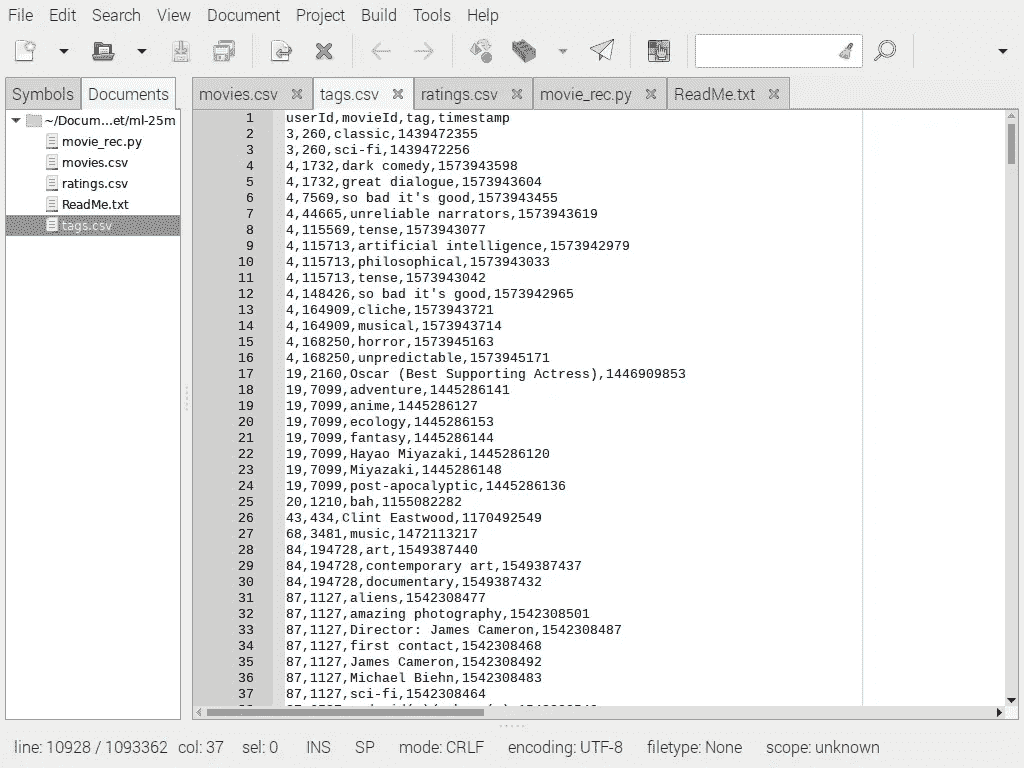 File Edit Search View Document Project Build Tools Help
Symbols Documents movies.csv tags.csv ratings.csv movie_rec.py ReadMe.txt
~/Docum...et/ml-25m
movie_rec.py
movies.csv
ratings.csv
ReadMe.txt
tags.csv
1 userId,movieId,tag,timestamp
2 3,260,classic,1439472355
3 3,260,sci-fi,1439472256
4 4,1732,dark comedy,1573943598
5 4,1732,great dialogue,1573943604
6 4,7569,so bad it's good,1573943455
7 4,44665,unreliable narrators,1573943619
8 4,115569,tense,1573943077
9 4,115713,artificial intelligence,1573942979
10 4,115713,philosophical,1573943033
11 4,115713,tense,1573943042
12 4,148426,so bad it's good,1573942965
13 4,164909,cliche,1573943721
14 4,164909,musical,1573943714
15 4,168250,horror,1573945163
16 4,168250,unpredictable,1573945171
17 19,2160,Oscar (Best Supporting Actress),1446909853
18 19,7099,adventure,1445286141
19 19,7099,anime,1445286127
20 19,7099,ecology,1445286153
21 19,7099,fantasy,1445286144
22 19,7099,Hayao Miyazaki,1445286120
23 19,7099,Miyazaki,1445286148
24 19,7099,post-apocalyptic,1445286136
25 20,1210,bah,1155082282
26 43,434,Clint Eastwood,1170492549
27 68,3481,music,1472113217
28 84,194728,art,1549387440
29 84,194728,contemporary art,1549387437
30 84,194728,documentary,1549387432
31 87,1127,aliens,1542308477
32 87,1127,amazing photography,1542308501
33 87,1127,Director: James Cameron,1542308487
34 87,1127,first contact,1542308468
35 87,1127,James Cameron,1542308492
36 87,1127,Michael Biehn,1542308483
37 87,1127,sci-fi,1542308464
line: 10928 / 1093362 col: 37 sel: 0 INS SP mode: CRLF encoding: UTF-8 filetype: None scope: unknown